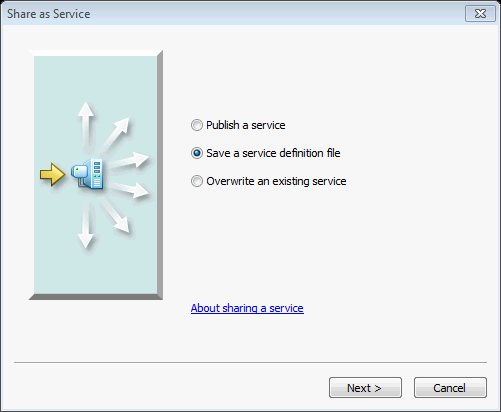 Share as Service
Publish a service
Save a service definition file
Overwrite an existing service
About sharing a service
Next >
Cancel